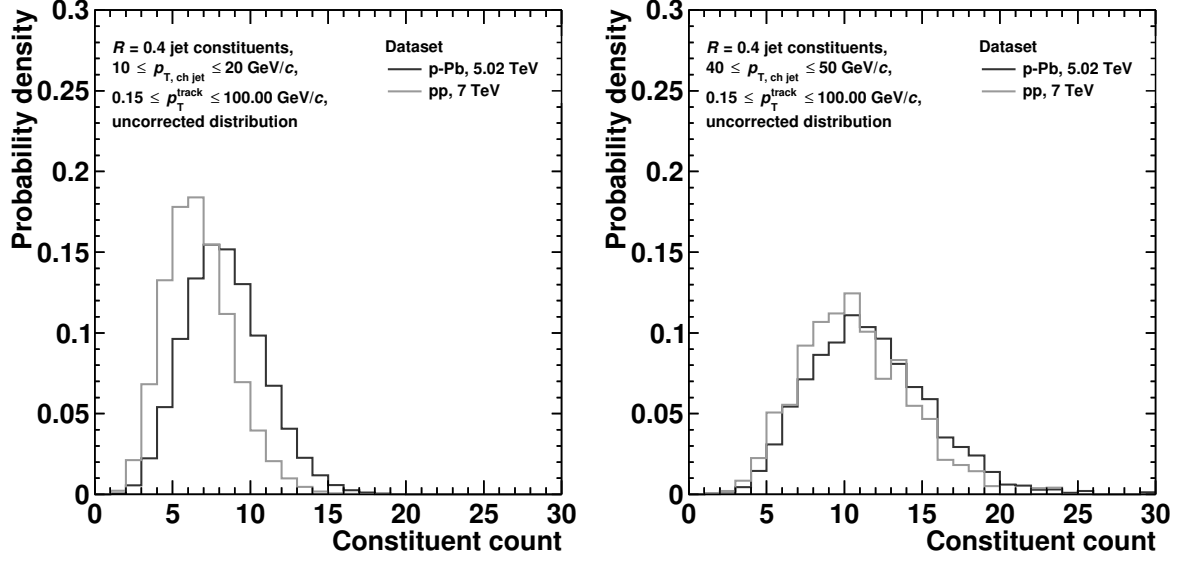 Probability density
0.3
0.25
0.2
0.15
0.1
0.05
0
R = 0.4 jet constituents,
10 ≤ p_T, ch jet ≤ 20 GeV/c,
0.15 ≤ p_T^track ≤ 100.00 GeV/c,
uncorrected distribution
Dataset
p-Pb, 5.02 TeV
pp, 7 TeV
0 5 10 15 20 25 30
Constituent count
Probability density
0.3
0.25
0.2
0.15
0.1
0.05
0
R = 0.4 jet constituents,
40 ≤ p_T, ch jet ≤ 50 GeV/c,
0.15 ≤ p_T^track ≤ 100.00 GeV/c,
uncorrected distribution
Dataset
p-Pb, 5.02 TeV
pp, 7 TeV
0 5 10 15 20 25 30
Constituent count